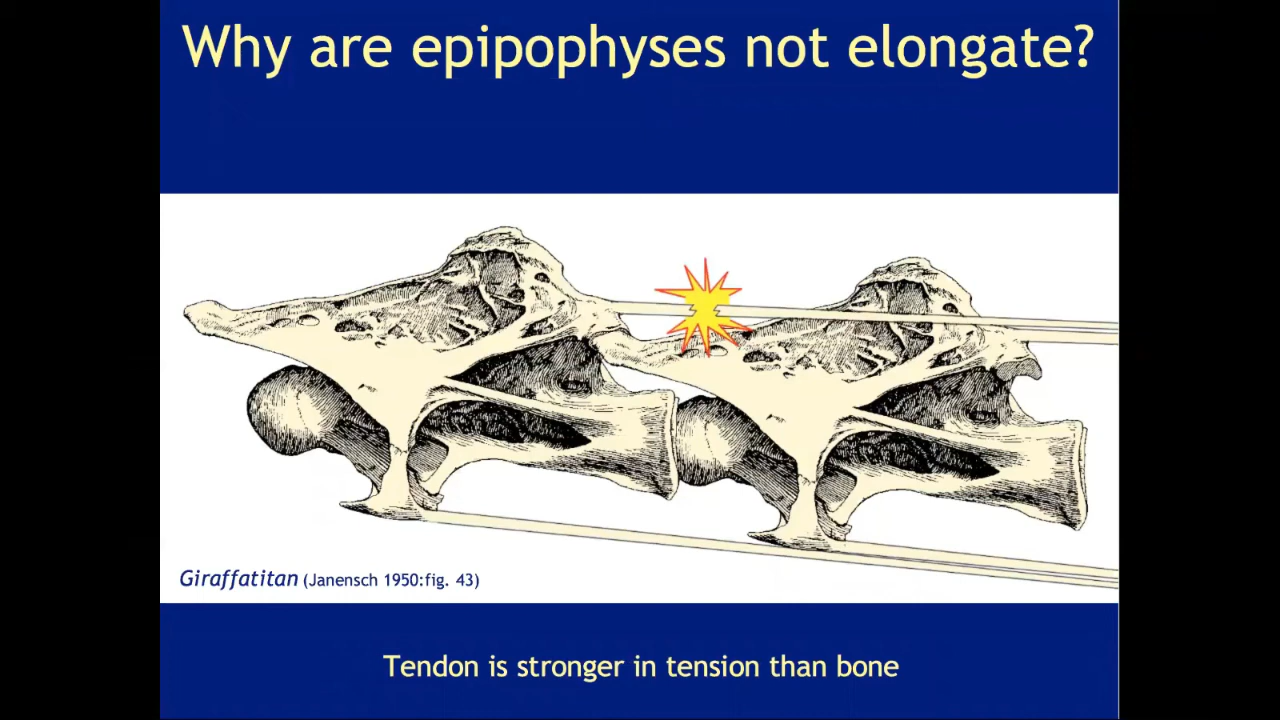 Why are epipophyses not elongate?
Giraffatitan (Janensch 1950:fig. 43)
Tendon is stronger in tension than bone